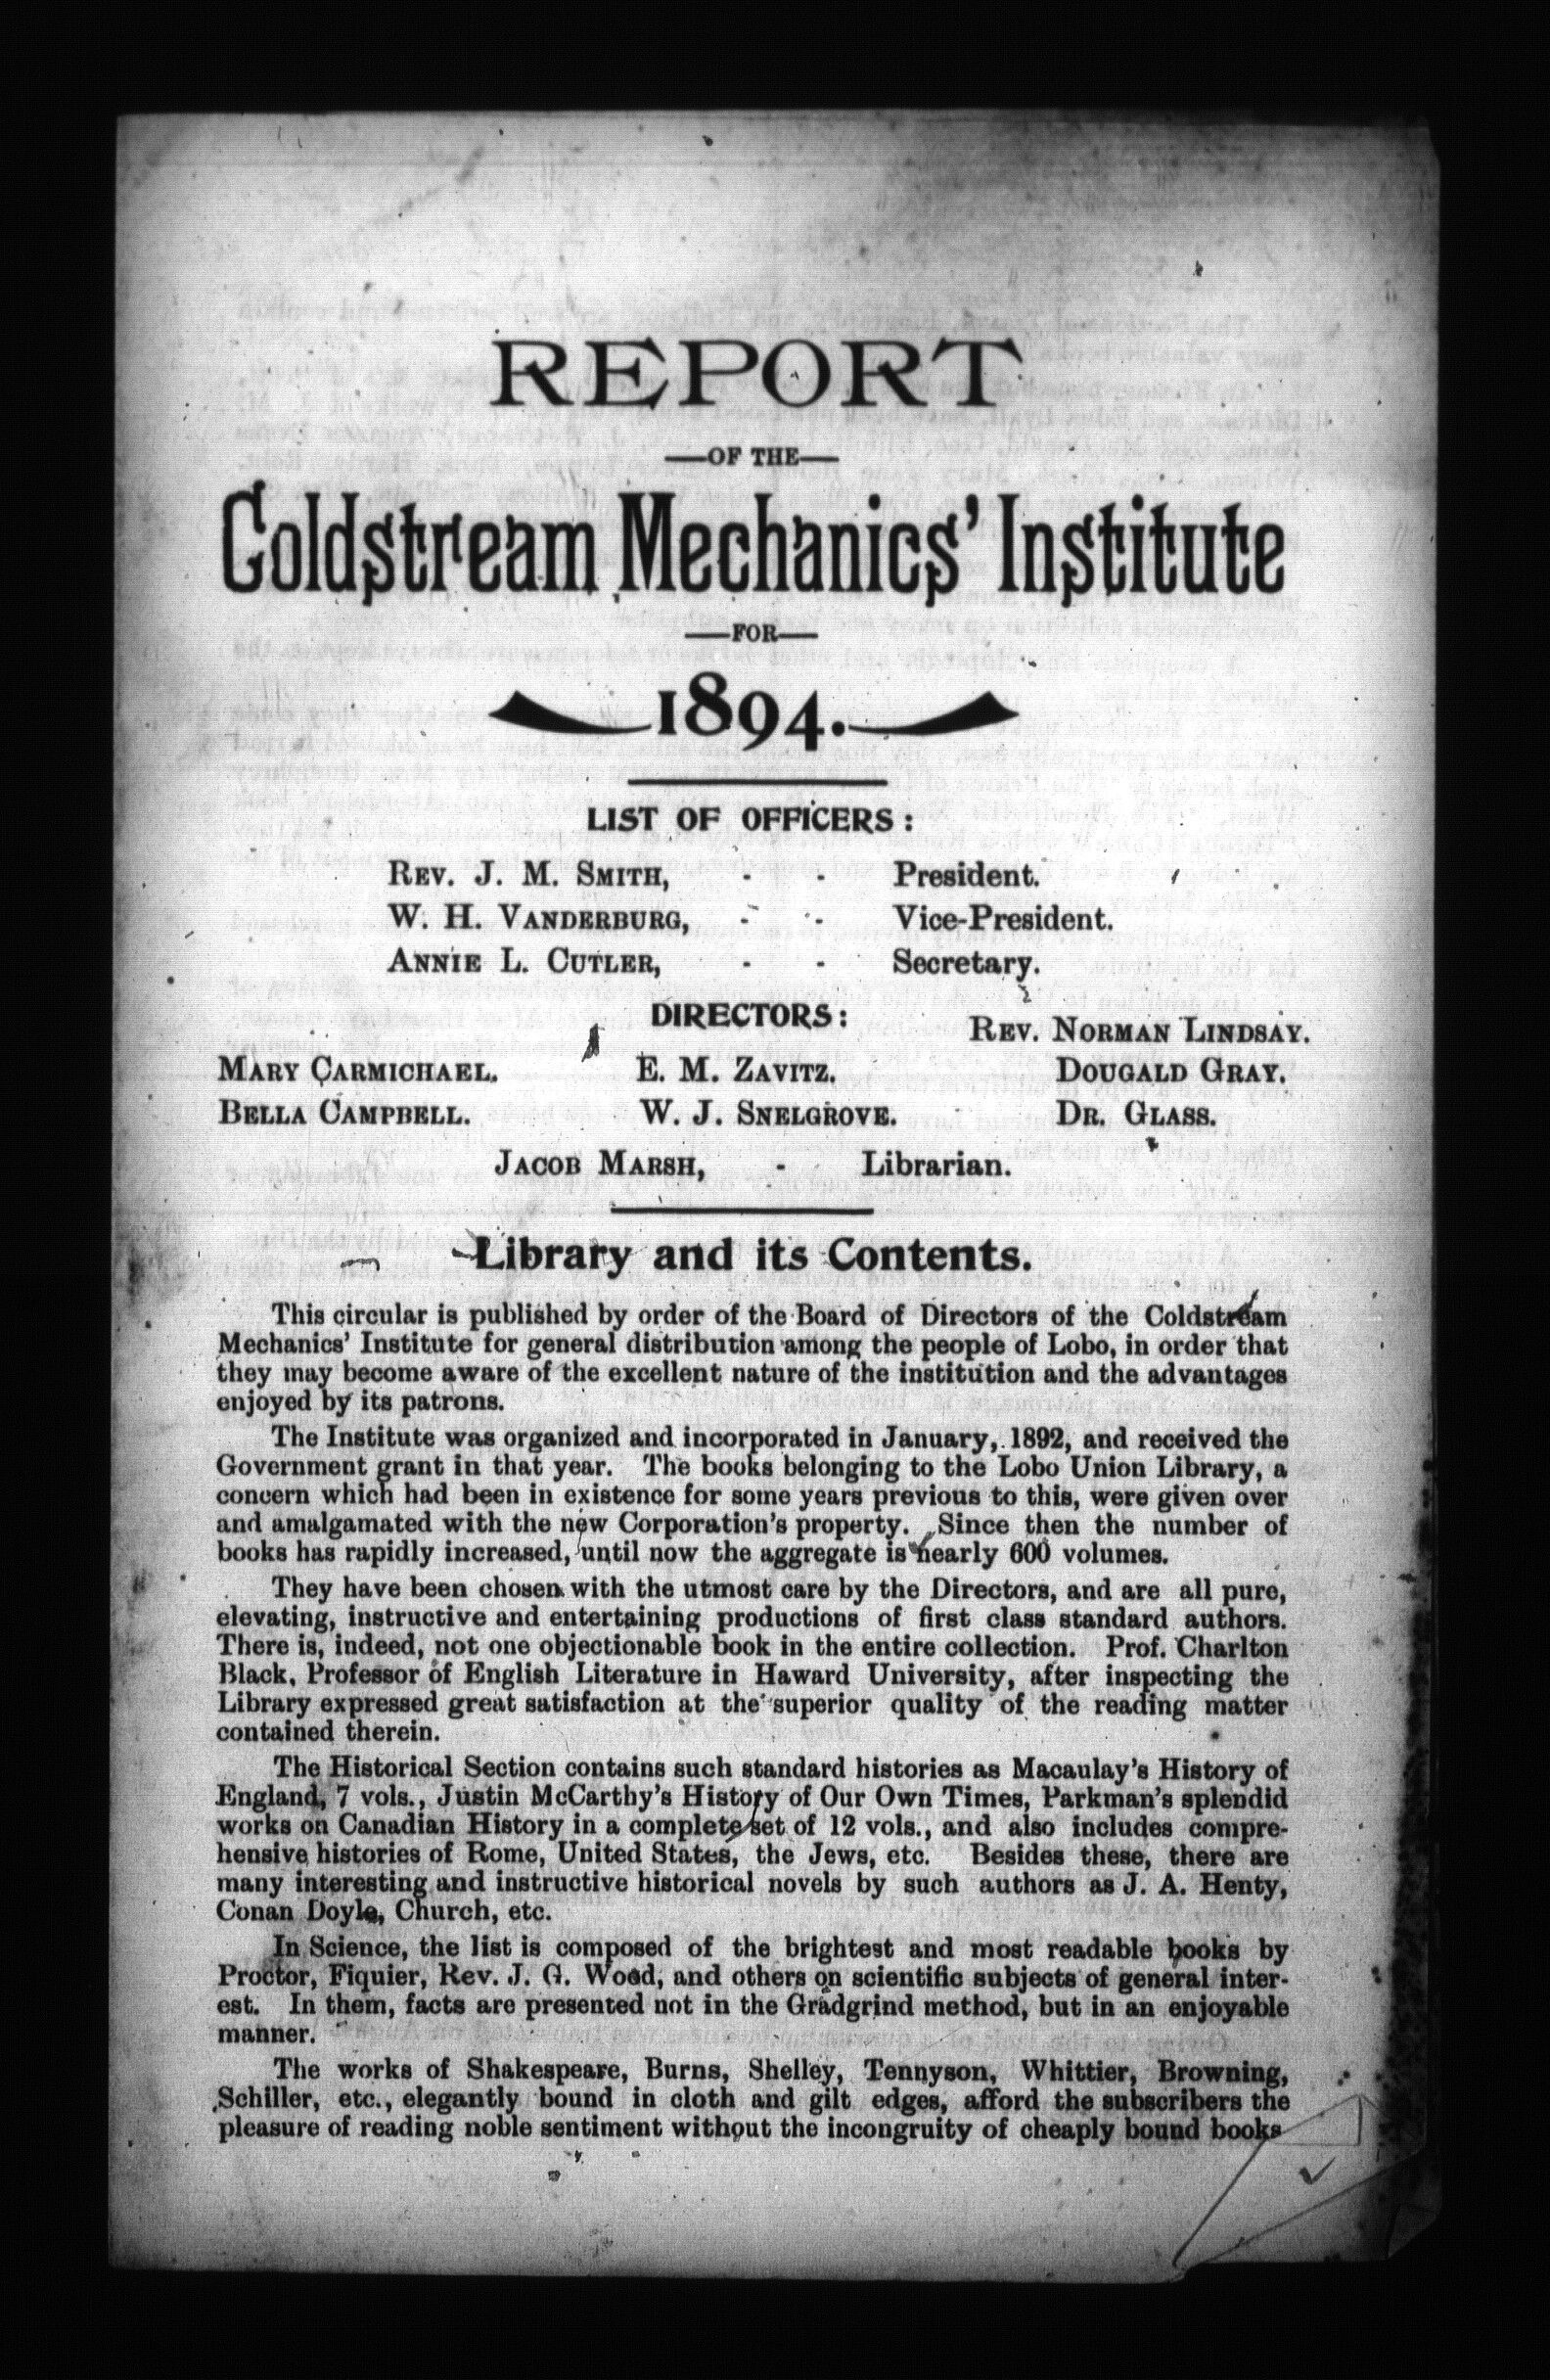 REPORT
—OF THE—
Coldstream Mechanics' Institute
—FOR—
1894.
LIST OF OFFICERS:
REV. J. M. SMITH, - - President.
W. H. VANDERBURG, - - Vice-President.
ANNIE L. CUTLER, - - Secretary.
DIRECTORS:
REV. NORMAN LINDSAY.
MARY CARMICHAEL. E. M. ZAVITZ. DOUGALD GRAY.
BELLA CAMPBELL. W. J. SNELGROVE. DR. GLASS.
JACOB MARSH, - Librarian.
Library and its Contents.
This circular is published by order of the Board of Directors of the Coldstream
Mechanics' Institute for general distribution among the people of Lobo, in order that
they may become aware of the excellent nature of the institution and the advantages
enjoyed by its patrons.
The Institute was organized and incorporated in January, 1892, and received the
Government grant in that year. The books belonging to the Lobo Union Library, a
concern which had been in existence for some years previous to this, were given over
and amalgamated with the new Corporation's property. Since then the number of
books has rapidly increased, until now the aggregate is nearly 600 volumes.
They have been chosen with the utmost care by the Directors, and are all pure,
elevating, instructive and entertaining productions of first class standard authors.
There is, indeed, not one objectionable book in the entire collection. Prof. Charlton
Black, Professor of English Literature in Haward University, after inspecting the
Library expressed great satisfaction at the superior quality of the reading matter
contained therein.
The Historical Section contains such standard histories as Macaulay's History of
England, 7 vols., Justin McCarthy's History of Our Own Times, Parkman's splendid
works on Canadian History in a complete set of 12 vols., and also includes compre-
hensive histories of Rome, United States, the Jews, etc. Besides these, there are
many interesting and instructive historical novels by such authors as J. A. Henty,
Conan Doyle, Church, etc.
In Science, the list is composed of the brightest and most readable books by
Proctor, Fiquier, Rev. J. G. Wood, and others on scientific subjects of general inter-
est. In them, facts are presented not in the Gradgrind method, but in an enjoyable
manner.
The works of Shakespeare, Burns, Shelley, Tennyson, Whittier, Browning,
Schiller, etc., elegantly bound in cloth and gilt edges, afford the subscribers the
pleasure of reading noble sentiment without the incongruity of cheaply bound books